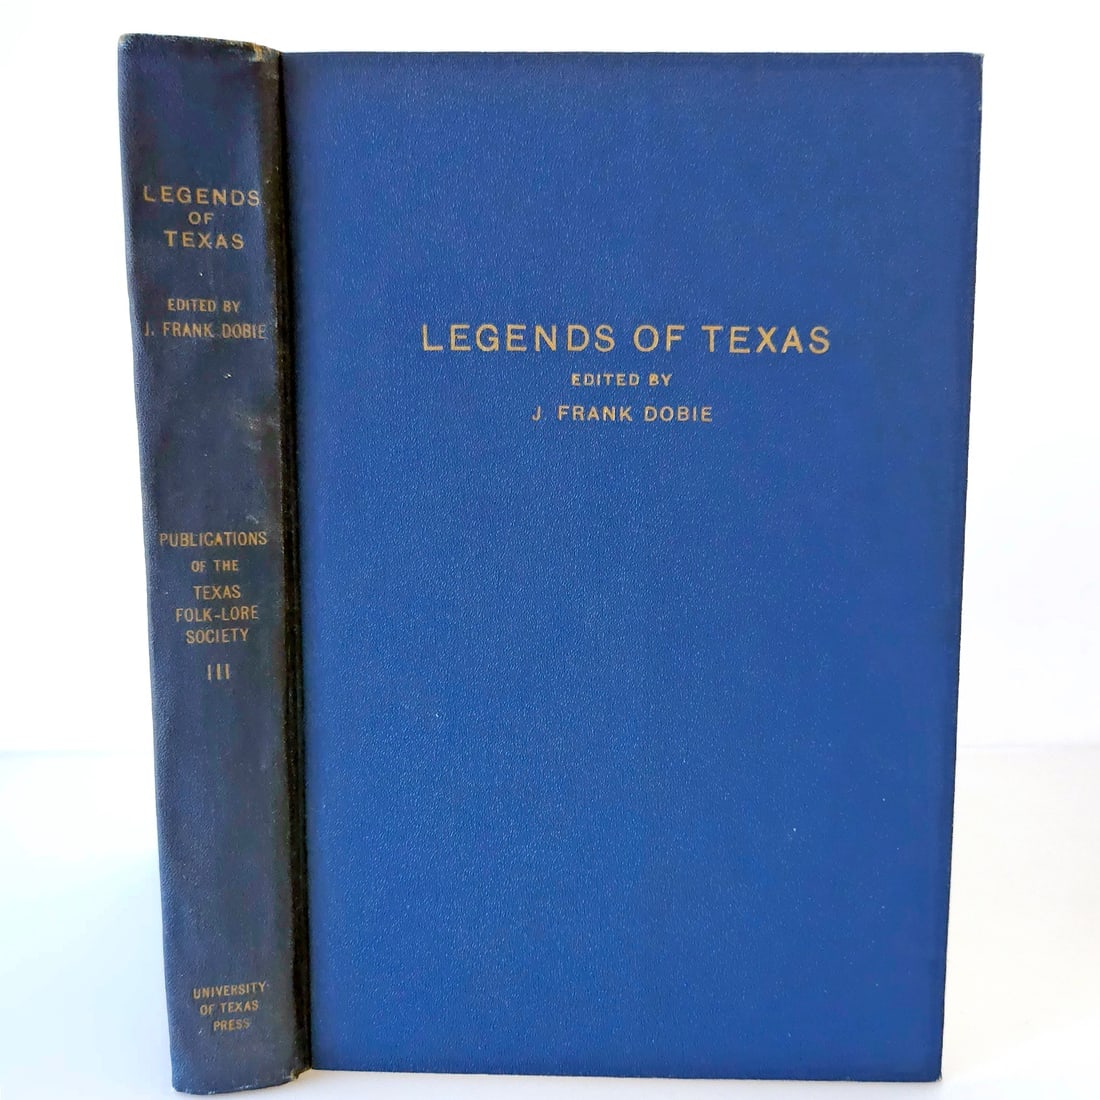 LEGENDS
OF
TEXAS
EDITED BY
J. FRANK DOBIE
PUBLICATIONS
OF THE
TEXAS
FOLK-LORE
SOCIETY
III
UNIVERSITY
OF TEXAS
PRESS
LEGENDS OF TEXAS
EDITED BY
J. FRANK DOBIE